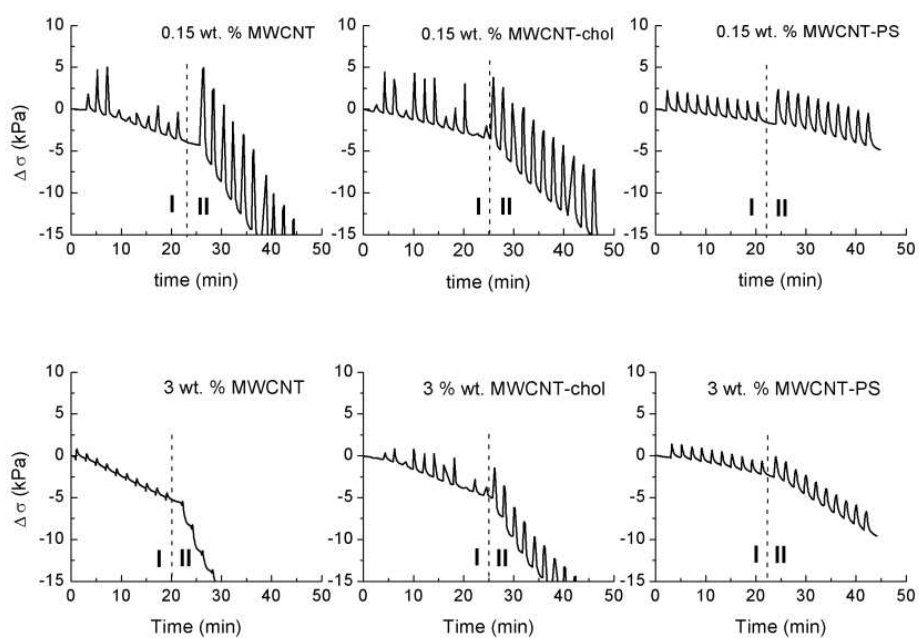 0.15 wt. % MWCNT
Δ σ (kPa)
10
5
0
-5
-10
-15
I
II
0 10 20 30 40 50
time (min)
0.15 wt. % MWCNT-chol
10
5
0
-5
-10
-15
I
II
0 10 20 30 40 50
time (min)
0.15 wt. % MWCNT-PS
10
5
0
-5
-10
-15
I
II
0 10 20 30 40 50
time (min)
3 wt. % MWCNT
Δ σ (kPa)
10
5
0
-5
-10
-15
I
II
0 10 20 30 40 50
Time (min)
3 % wt. MWCNT-chol
10
5
0
-5
-10
-15
I
II
0 10 20 30 40 50
Time (min)
3 wt. % MWCNT-PS
10
5
0
-5
-10
-15
I
II
0 10 20 30 40 50
Time (min)